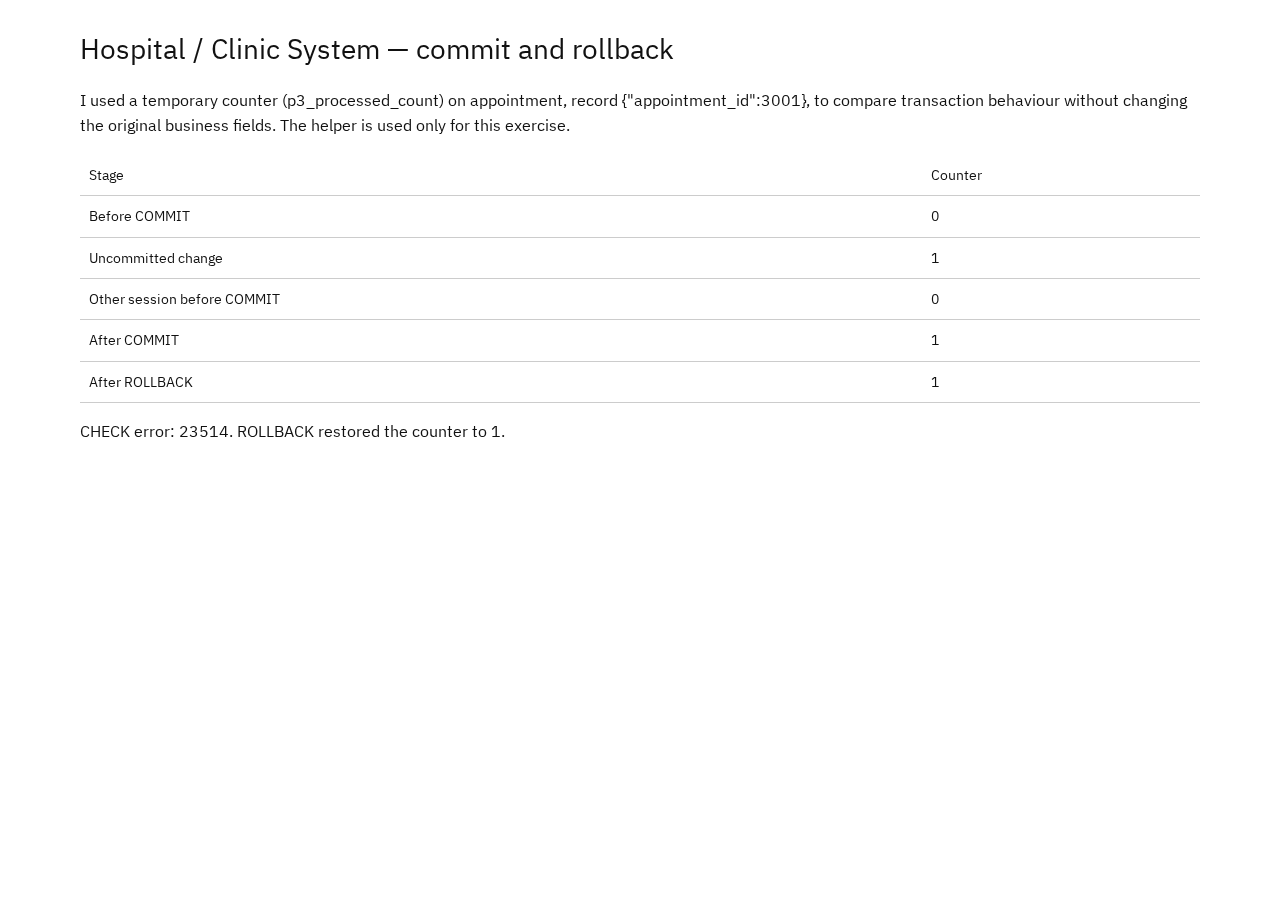 Hospital / Clinic System — commit and rollback
I used a temporary counter (p3_processed_count) on appointment, record {"appointment_id":3001}, to compare transaction behaviour without changing
the original business fields. The helper is used only for this exercise.
Stage Counter
Before COMMIT 0
Uncommitted change 1
Other session before COMMIT 0
After COMMIT 1
After ROLLBACK 1
CHECK error: 23514. ROLLBACK restored the counter to 1.